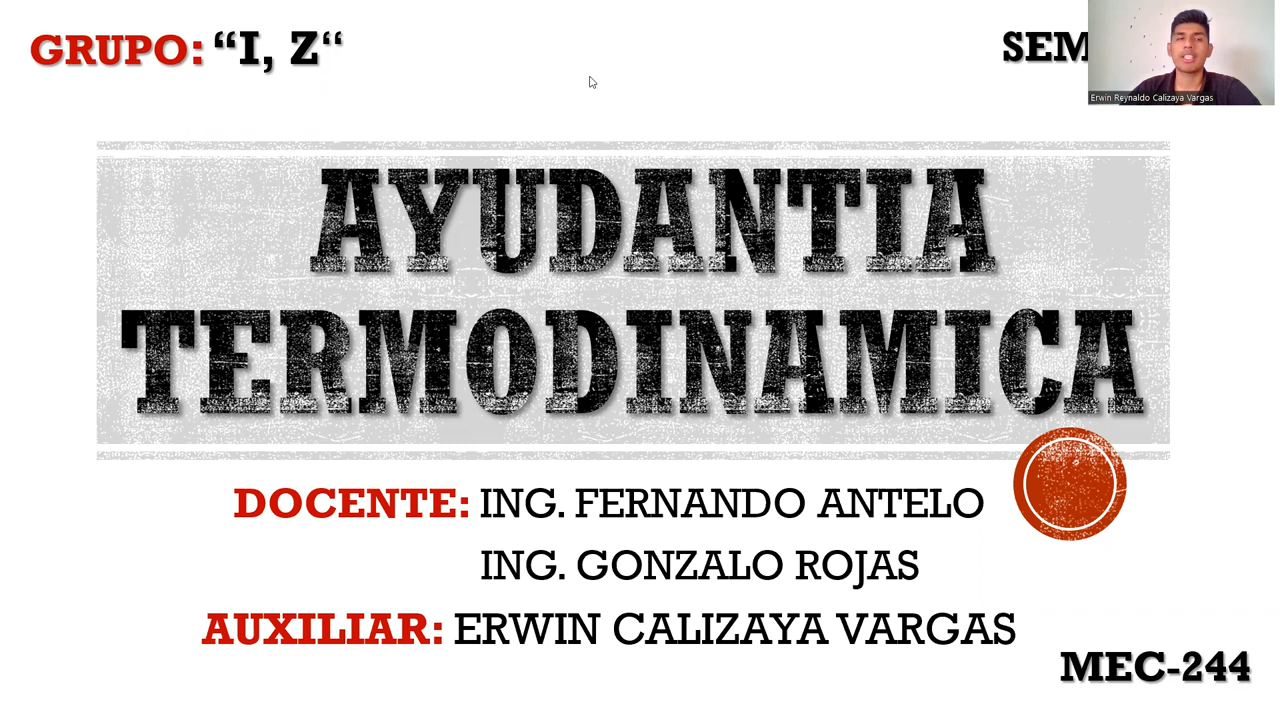 GRUPO: “I, Z“
SEM
Erwin Reynaldo Calizaya Vargas
AYUDANTIA
TERMODINAMICA
DOCENTE: ING. FERNANDO ANTELO
ING. GONZALO ROJAS
AUXILIAR: ERWIN CALIZAYA VARGAS
MEC-244